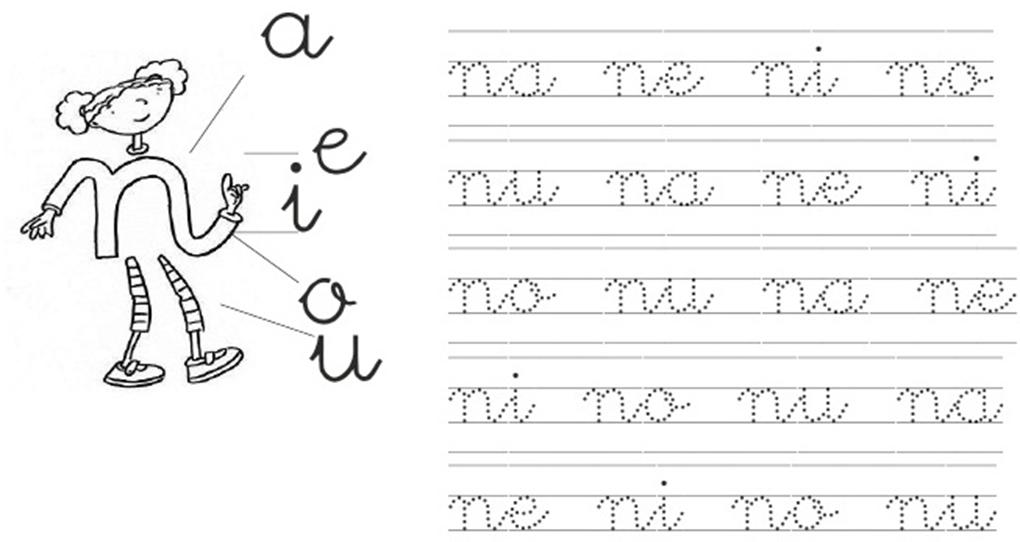 a
e
i
o
u
na ne ni no
nu na ne ni
no nu na ne
ni no nu na
ne ni no nu